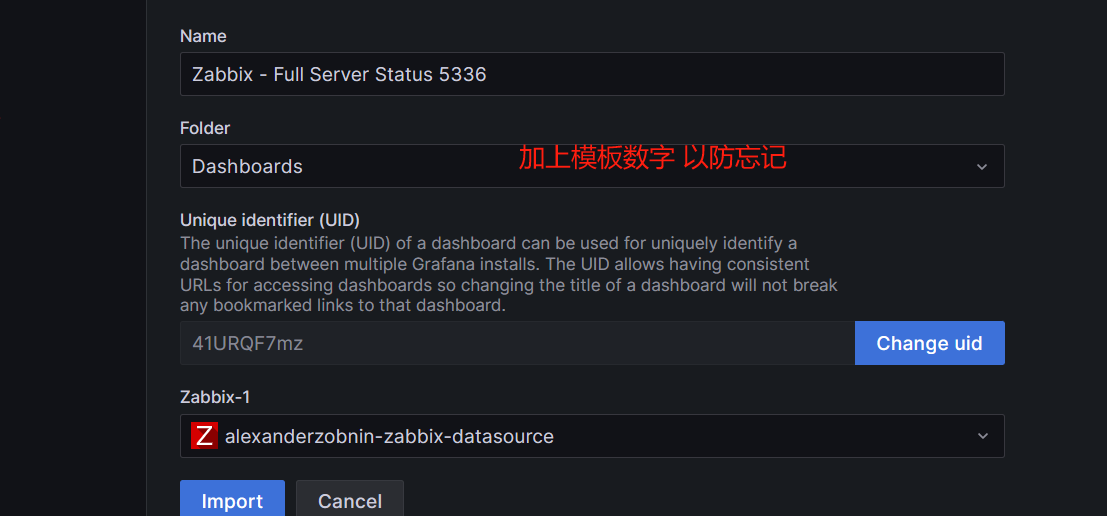 Name
Zabbix - Full Server Status 5336
Folder
加上模板数字 以防忘记
Dashboards
Unique identifier (UID)
The unique identifier (UID) of a dashboard can be used for uniquely identify a
dashboard between multiple Grafana installs. The UID allows having consistent
URLs for accessing dashboards so changing the title of a dashboard will not break
any bookmarked links to that dashboard.
41URQF7mz
Change uid
Zabbix-1
Z alexanderzobnin-zabbix-datasource
Import
Cancel